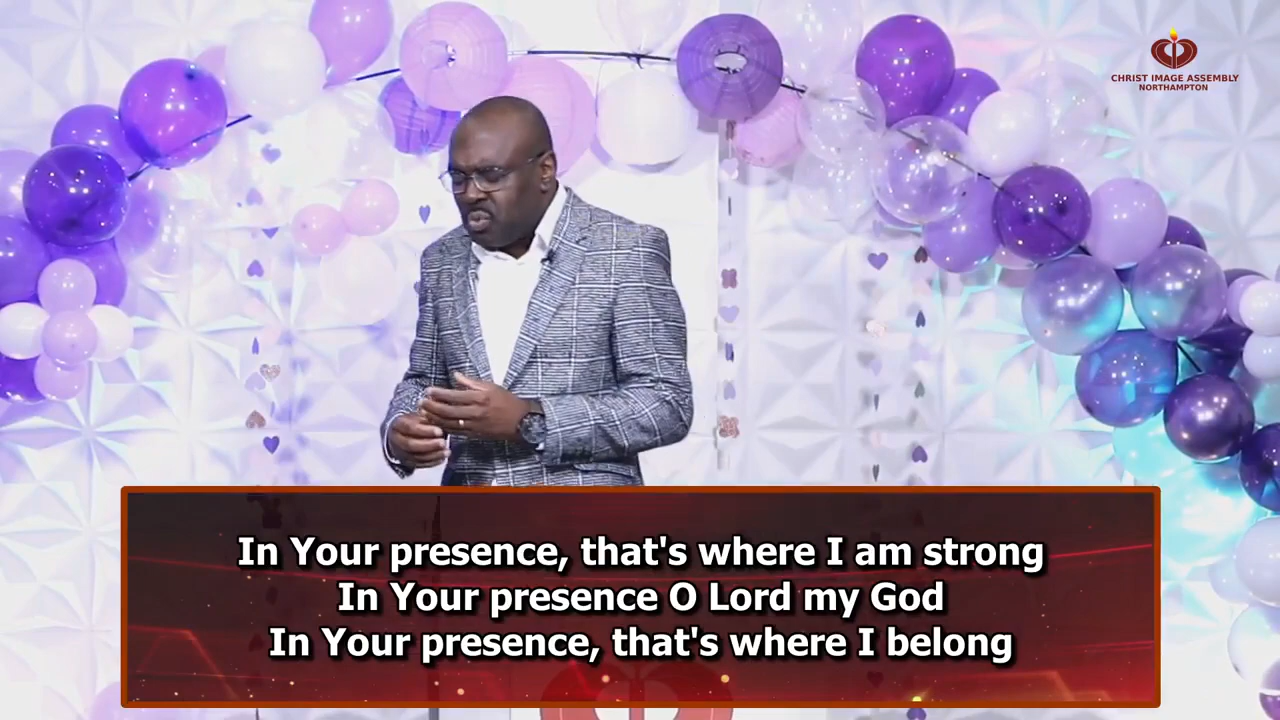 CHRIST IMAGE ASSEMBLY
NORTHAMPTON
In Your presence, that's where I am strong
In Your presence O Lord my God
In Your presence, that's where I belong